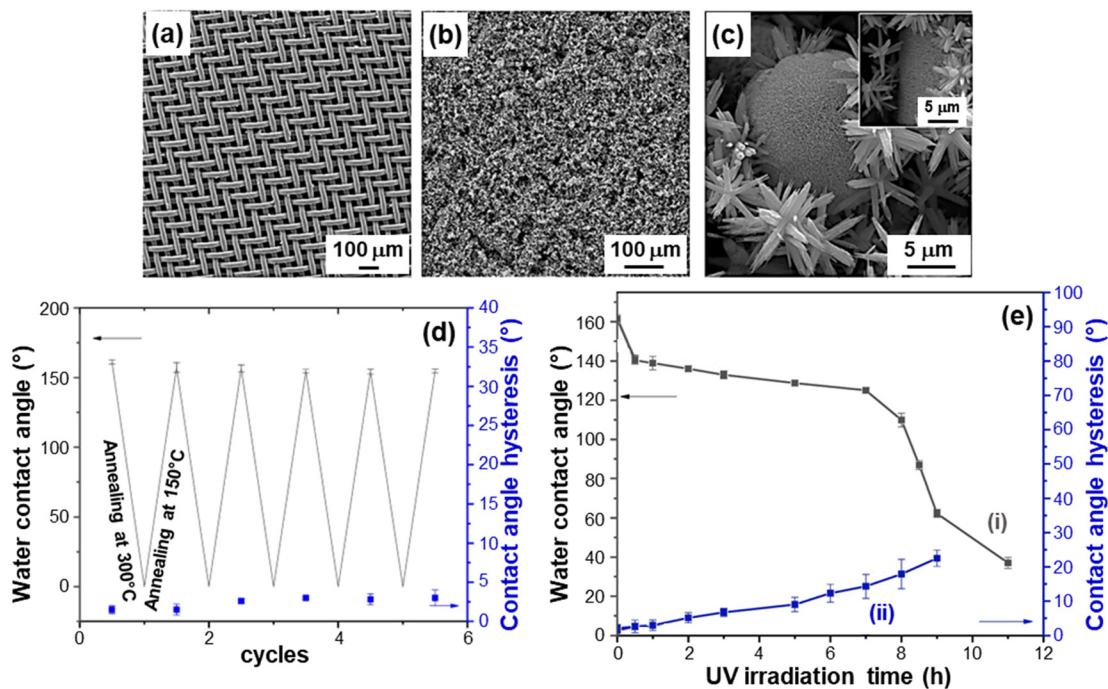 (a)
100 μm
(b)
100 μm
(c)
5 μm
5 μm
(d)
Water contact angle (°)
200
150
100
50
0
Annealing at 300°C
Annealing at 150°C
0
2
4
6
cycles
40
35
30
25
20
15
10
5
0
Contact angle hysteresis (°)
(e)
Water contact angle (°)
160
140
120
100
80
60
40
20
0
(i)
(ii)
0
2
4
6
8
10
12
UV irradiation time (h)
100
90
80
70
60
50
40
30
20
10
0
Contact angle hysteresis (°)